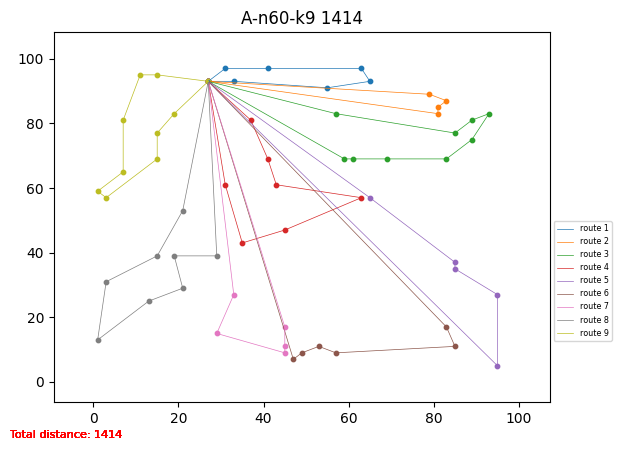 A-n60-k9 1414
100
80
60
40
20
0
0 20 40 60 80 100
route 1
route 2
route 3
route 4
route 5
route 6
route 7
route 8
route 9
Total distance: 1414